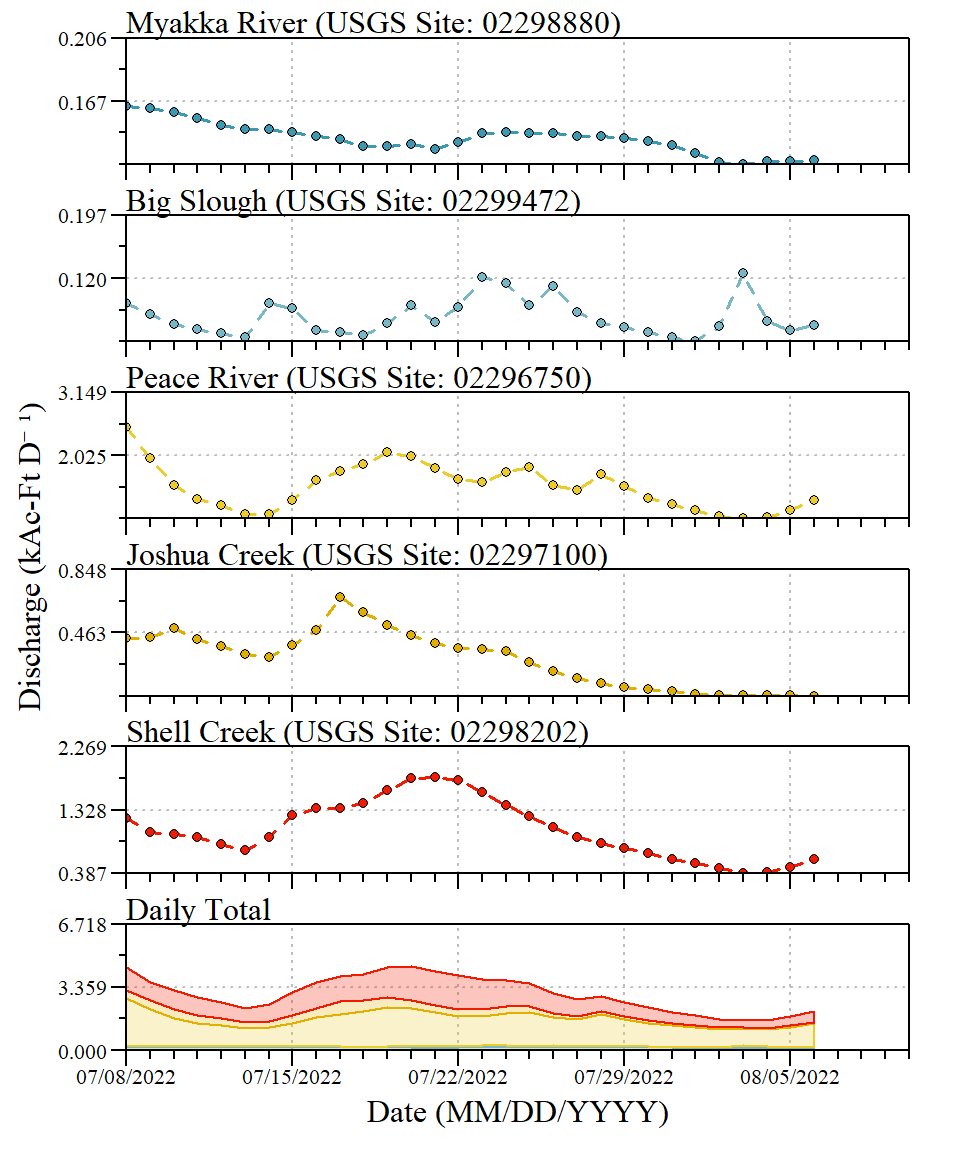 Myakka River (USGS Site: 02298880)
0.206
0.167
Big Slough (USGS Site: 02299472)
0.197
0.120
Peace River (USGS Site: 02296750)
3.149
2.025
Joshua Creek (USGS Site: 02297100)
0.848
0.463
Shell Creek (USGS Site: 02298202)
2.269
1.328
0.387
Daily Total
6.718
3.359
0.000
07/08/2022 07/15/2022 07/22/2022 07/29/2022 08/05/2022
Date (MM/DD/YYYY)
Discharge (kAc-Ft D⁻¹)